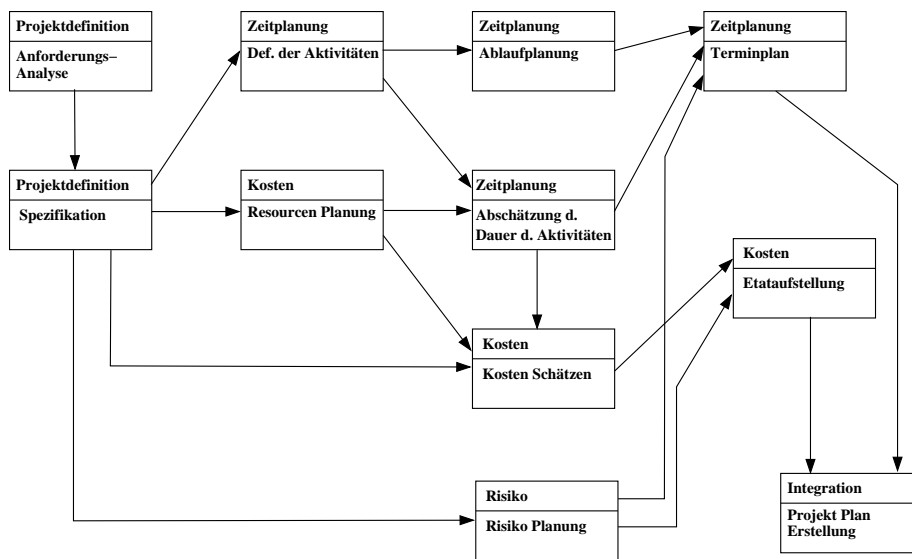 Projektdefinition
Anforderungs–
Analyse
Zeitplanung
Def. der Aktivitäten
Zeitplanung
Ablaufplanung
Zeitplanung
Terminplan
Projektdefinition
Spezifikation
Kosten
Resourcen Planung
Zeitplanung
Abschätzung d.
Dauer d. Aktivitäten
Kosten
Etataufstellung
Kosten
Kosten Schätzen
Risiko
Risiko Planung
Integration
Projekt Plan
Erstellung